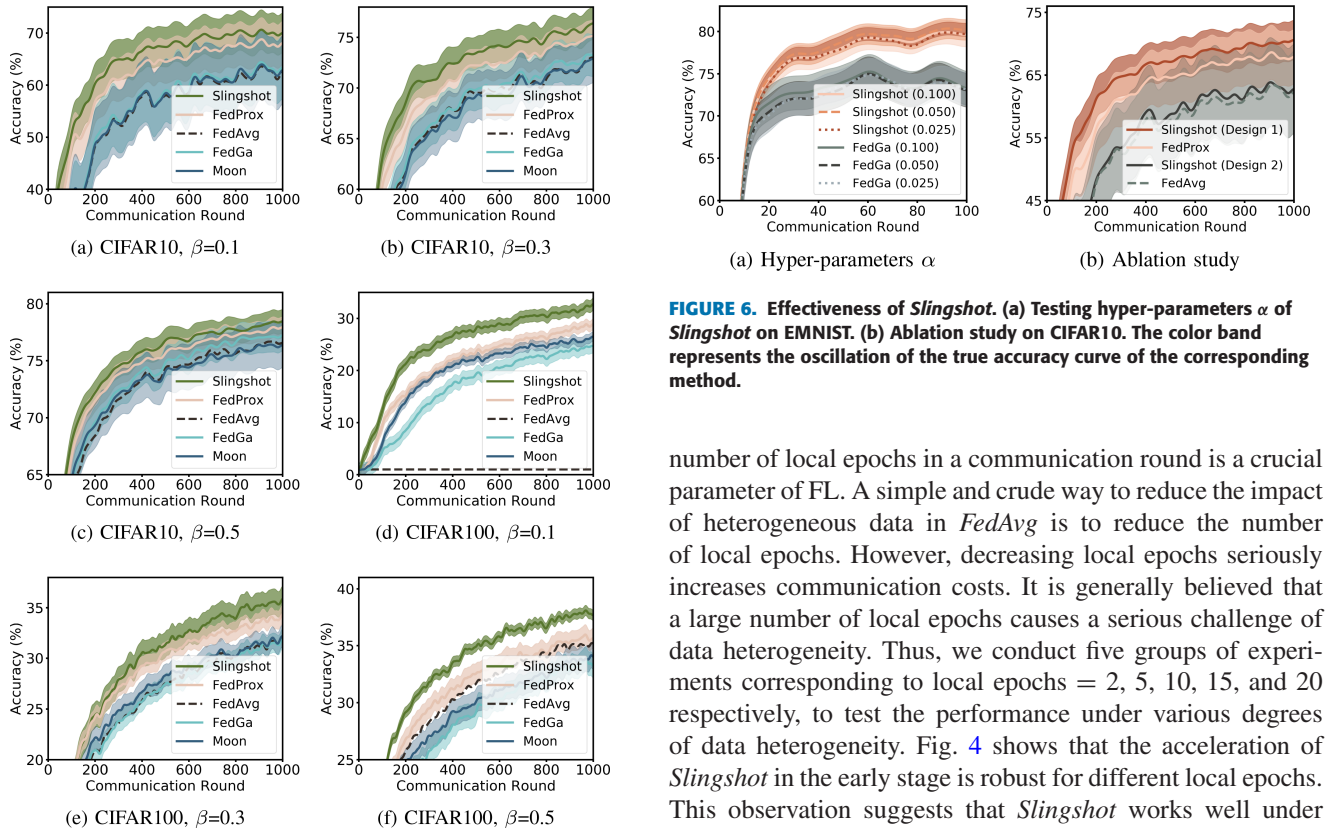 70
60
50
40
Accuracy (%)
0 200 400 600 800 1000
Communication Round
Slingshot
FedProx
FedAvg
FedGa
Moon
(a) CIFAR10, β=0.1
75
70
65
60
Accuracy (%)
0 200 400 600 800 1000
Communication Round
Slingshot
FedProx
FedAvg
FedGa
Moon
(b) CIFAR10, β=0.3
80
75
70
65
Accuracy (%)
0 200 400 600 800 1000
Communication Round
Slingshot
FedProx
FedAvg
FedGa
Moon
(c) CIFAR10, β=0.5
30
20
10
0
Accuracy (%)
0 200 400 600 800 1000
Communication Round
Slingshot
FedProx
FedAvg
FedGa
Moon
(d) CIFAR100, β=0.1
35
30
25
20
Accuracy (%)
0 200 400 600 800 1000
Communication Round
Slingshot
FedProx
FedAvg
FedGa
Moon
(e) CIFAR100, β=0.3
40
35
30
25
Accuracy (%)
0 200 400 600 800 1000
Communication Round
Slingshot
FedProx
FedAvg
FedGa
Moon
(f) CIFAR100, β=0.5
80
75
70
65
60
Accuracy (%)
0 20 40 60 80 100
Communication Round
Slingshot (0.100)
Slingshot (0.050)
Slingshot (0.025)
FedGa (0.100)
FedGa (0.050)
FedGa (0.025)
(a) Hyper-parameters α
75
65
55
45
Accuracy (%)
0 200 400 600 800 1000
Communication Round
Slingshot (Design 1)
FedProx
Slingshot (Design 2)
FedAvg
(b) Ablation study
FIGURE 6. Effectiveness of Slingshot. (a) Testing hyper-parameters α of
Slingshot on EMNIST. (b) Ablation study on CIFAR10. The color band
represents the oscillation of the true accuracy curve of the corresponding
method.
number of local epochs in a communication round is a crucial
parameter of FL. A simple and crude way to reduce the impact
of heterogeneous data in FedAvg is to reduce the number
of local epochs. However, decreasing local epochs seriously
increases communication costs. It is generally believed that
a large number of local epochs causes a serious challenge of
data heterogeneity. Thus, we conduct five groups of experi-
ments corresponding to local epochs = 2, 5, 10, 15, and 20
respectively, to test the performance under various degrees
of data heterogeneity. Fig. 4 shows that the acceleration of
Slingshot in the early stage is robust for different local epochs.
This observation suggests that Slingshot works well under